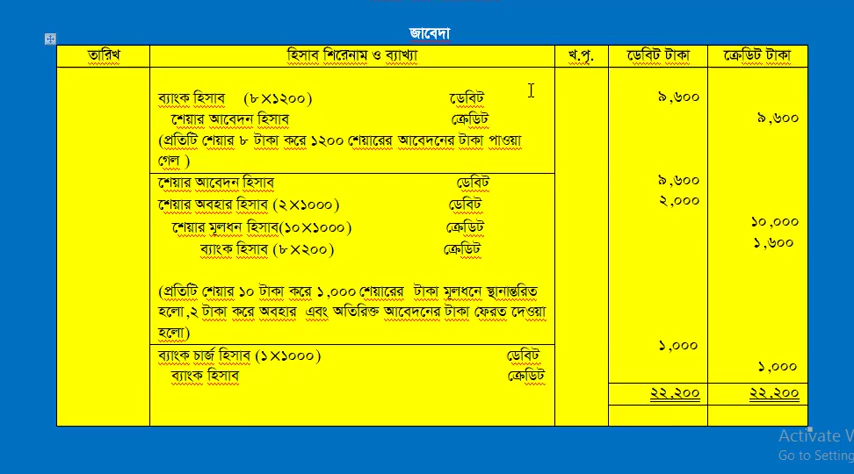 জাবেদা
তারিখ হিসাব শিরেনাম ও ব্যাখ্যা খ.পৃ. ডেবিট টাকা ক্রেডিট টাকা
ব্যাংক হিসাব (৮×১২০০) ডেবিট ৯,৬০০
শেয়ার আবেদন হিসাব ক্রেডিট ৯,৬০০
(প্রতিটি শেয়ার ৮ টাকা করে ১২০০ শেয়ারের আবেদনের টাকা পাওয়া
গেল )
শেয়ার আবেদন হিসাব ডেবিট ৯,৬০০
শেয়ার অবহার হিসাব (২×১০০০) ডেবিট ২,০০০
শেয়ার মূলধন হিসাব(১০×১০০০) ক্রেডিট ১০,০০০
ব্যাংক হিসাব (৮×২০০) ক্রেডিট ১,৬০০
(প্রতিটি শেয়ার ১০ টাকা করে ১,০০০ শেয়ারের টাকা মূলধনে স্থানান্তরিত
হলো,২ টাকা করে অবহার এবং অতিরিক্ত আবেদনের টাকা ফেরত দেওয়া
হলো)
ব্যাংক চার্জ হিসাব (১×১০০০) ডেবিট ১,০০০
ব্যাংক হিসাব ক্রেডিট ১,০০০
২২,২০০ ২২,২০০
Activate W
Go to Setting